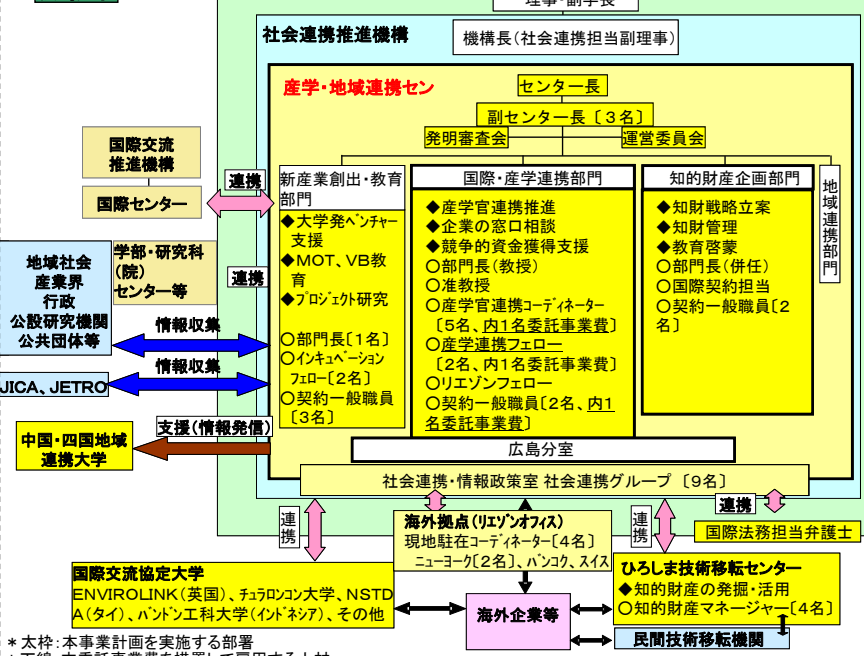 理事・副学長
社会連携推進機構
機構長(社会連携担当副理事)
産学・地域連携セン
センター長
副センター長〔3名〕
発明審査会
運営委員会
国際交流
推進機構
国際センター
連携
新産業創出・教育
部門
◆大学発ベンチャー
支援
◆MOT、VB教
育
◆プロジェクト研究
○部門長〔1名〕
○インキュベーション
フェロー〔2名〕
○契約一般職員
〔3名〕
国際・産学連携部門
◆産学官連携推進
◆企業の窓口相談
◆競争的資金獲得支援
○部門長(教授)
○准教授
○産学官連携コーディネーター
〔5名、内1名委託事業費〕
○産学連携フェロー
〔2名、内1名委託事業費〕
○リエゾンフェロー
○契約一般職員〔2名、内1
名委託事業費〕
知的財産企画部門
◆知財戦略立案
◆知財管理
◆教育啓蒙
○部門長(併任)
○国際契約担当
○契約一般職員〔2
名〕
地域連携部門
地域社会
産業界
行政
公設研究機関
公共団体等
学部・研究科
(院)
センター等
連携
情報収集
情報収集
JICA、JETRO
支援(情報発信)
中国・四国地域
連携大学
広島分室
社会連携・情報政策室 社会連携グループ〔9名〕
連携
連携
連携
国際法務担当弁護士
海外拠点(リエゾンオフィス)
現地駐在コーディネーター〔4名〕
ニューヨーク〔2名〕、バンコク、スイス
国際交流協定大学
ENVIROLINK(英国)、チュラロンコン大学、NSTD
A(タイ)、バンドン工科大学(インドネシア)、その他
海外企業等
ひろしま技術移転センター
◆知的財産の発掘・活用
○知的財産マネージャー〔4名〕
民間技術移転機関
*太枠:本事業計画を実施する部署